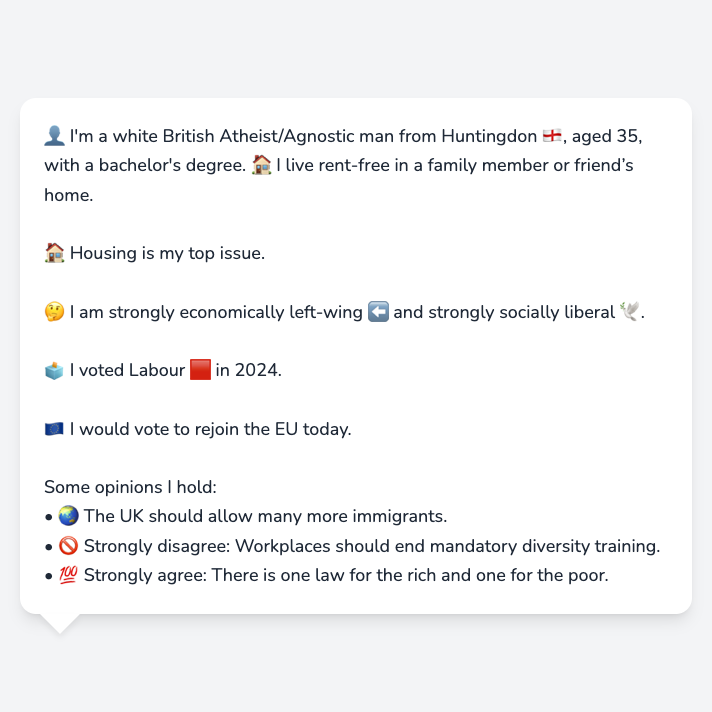 👤 I'm a white British Atheist/Agnostic man from Huntingdon 🏴󠁧󠁢󠁥󠁮󠁧󠁿, aged 35,
with a bachelor's degree. 🏠 I live rent-free in a family member or friend’s
home.
🏠 Housing is my top issue.
🤔 I am strongly economically left-wing ⬅️ and strongly socially liberal 🕊️.
🗳️ I voted Labour 🟥 in 2024.
🇪🇺 I would vote to rejoin the EU today.
Some opinions I hold:
• 🌏 The UK should allow many more immigrants.
• 🚫 Strongly disagree: Workplaces should end mandatory diversity training.
• 💯 Strongly agree: There is one law for the rich and one for the poor.